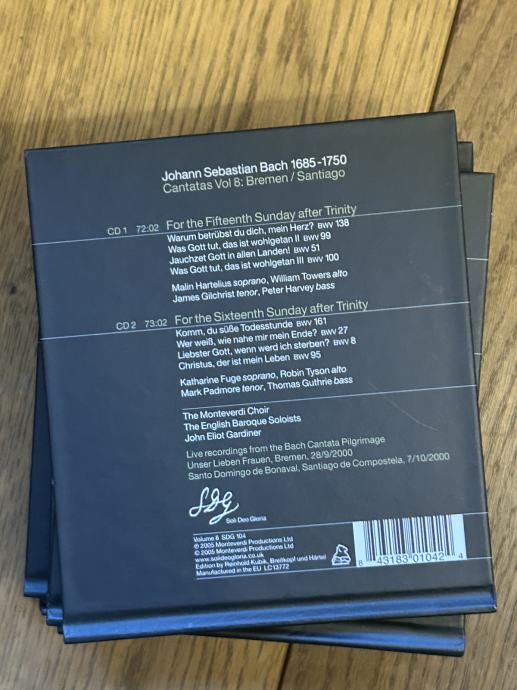 Johann Sebastian Bach 1685-1750
Cantatas Vol 8: Bremen / Santiago
CD 1 72:02 For the Fifteenth Sunday after Trinity
Warum betrübst du dich, mein Herz? BWV 138
Was Gott tut, das ist wohlgetan II BWV 99
Jauchzet Gott in allen Landen! BWV 51
Was Gott tut, das ist wohlgetan III BWV 100
Malin Hartelius soprano, William Towers alto
James Gilchrist tenor, Peter Harvey bass
CD 2 73:02 For the Sixteenth Sunday after Trinity
Komm, du süße Todesstunde BWV 161
Wer weiß, wie nahe mir mein Ende? BWV 27
Liebster Gott, wenn werd ich sterben? BWV 8
Christus, der ist mein Leben BWV 95
Katharine Fuge soprano, Robin Tyson alto
Mark Padmore tenor, Thomas Guthrie bass
The Monteverdi Choir
The English Baroque Soloists
John Eliot Gardiner
Live recordings from the Bach Cantata Pilgrimage
Unser Lieben Frauen, Bremen, 28/9/2000
Santo Domingo de Bonaval, Santiago de Compostela, 7/10/2000
SDG
Soli Deo Gloria
Volume 8 SDG 104
℗ 2005 Monteverdi Productions Ltd
© 2005 Monteverdi Productions Ltd
www.solideogloria.co.uk
Edition by Reinhold Kubik, Breitkopf und Härtel
Manufactured in the EU LC13772
8 43183 01042 4